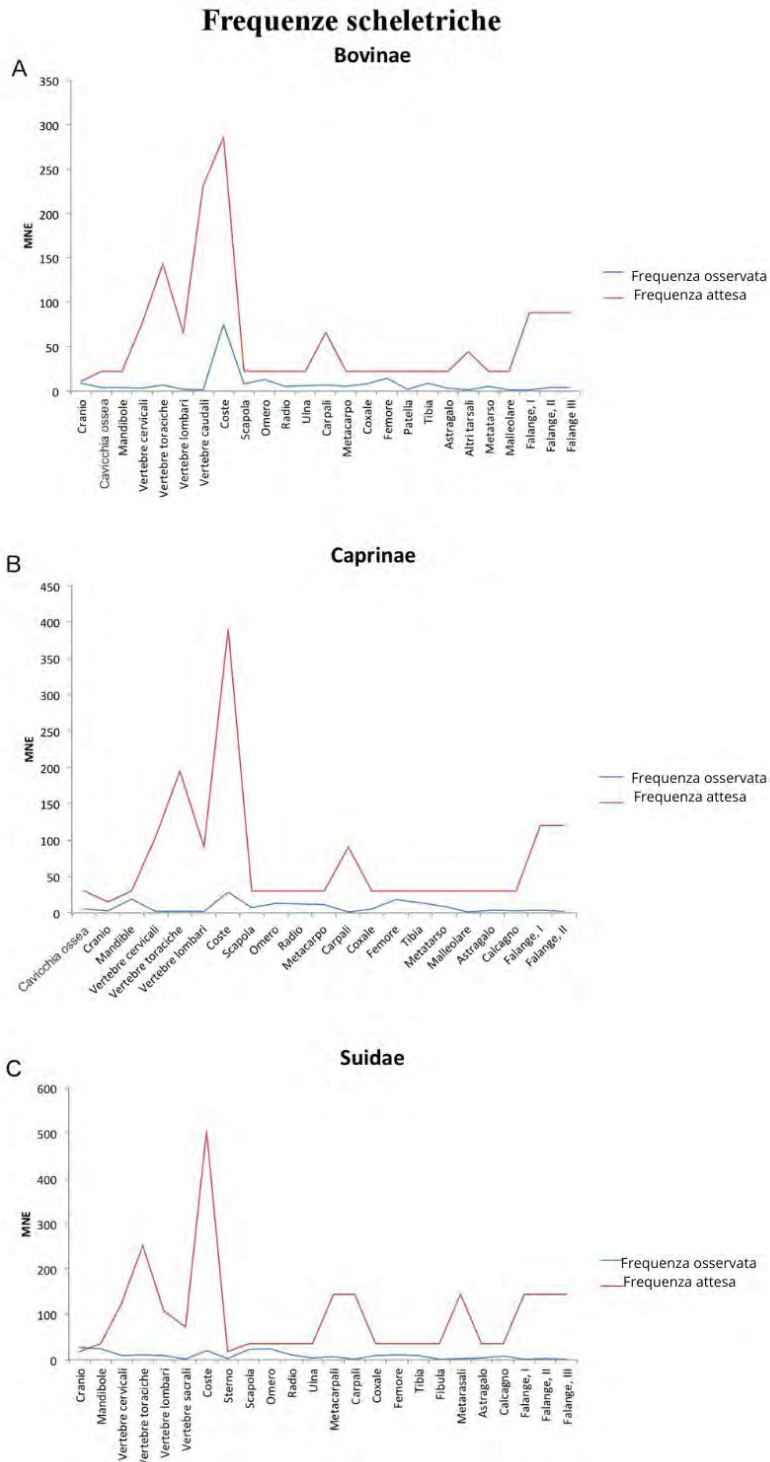 Frequenze scheletriche
A
Bovinae
350
300
250
200
150
100
50
0
MNE
Cranio
Cavicchia ossea
Mandibole
Vertebre cervicali
Vertebre toraciche
Vertebre lombari
Vertebre caudali
Coste
Scapola
Omero
Radio
Ulna
Carpali
Metacarpo
Coxale
Femore
Patella
Tibia
Astragalo
Altri tarsali
Metatarso
Malleolare
Falange, I
Falange, II
Falange III
Frequenza osservata
Frequenza attesa
B
Caprinae
450
400
350
300
250
200
150
100
50
0
MNE
Cavicchia ossea
Cranio
Mandible
Vertebre cervicali
Vertebre toraciche
Vertebre lombari
Coste
Scapola
Omero
Radio
Metacarpo
Carpali
Coxale
Femore
Tibia
Metatarso
Malleolare
Astragalo
Calcagno
Falange, I
Falange, II
Frequenza osservata
Frequenza attesa
C
Suidae
600
500
400
300
200
100
0
MNE
Cranio
Mandibole
Vertebre cervicali
Vertebre toraciche
Vertebre lombari
Vertebre sacrali
Coste
Sterno
Scapola
Omero
Radio
Ulna
Metacarpali
Carpali
Coxale
Femore
Tibia
Fibula
Metarasali
Astragalo
Calcagno
Falange, I
Falange, II
Falange, III
Frequenza osservata
Frequenza attesa